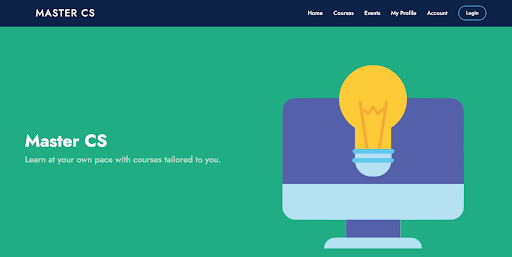 MASTER CS
Home Courses Events My Profile Account Login
Master CS
Learn at your own pace with courses tailored to you.